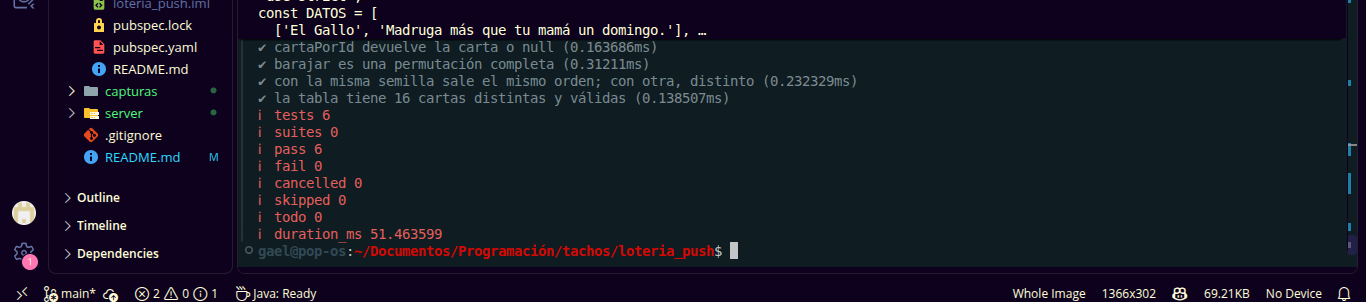 loteria_push.iml
pubspec.lock
pubspec.yaml
README.md
capturas
server
.gitignore
README.md M
Outline
Timeline
Dependencies
1
const DATOS = [
['El Gallo', 'Madruga más que tu mamá un domingo.'], …
✔ cartaPorId devuelve la carta o null (0.163686ms)
✔ barajar es una permutación completa (0.31211ms)
✔ con la misma semilla sale el mismo orden; con otra, distinto (0.232329ms)
✔ la tabla tiene 16 cartas distintas y válidas (0.138507ms)
ℹ tests 6
ℹ suites 0
ℹ pass 6
ℹ fail 0
ℹ cancelled 0
ℹ skipped 0
ℹ todo 0
ℹ duration_ms 51.463599
gael@pop-os:~/Documentos/Programación/tachos/loteria_push$
main* 2 0 1 Java: Ready Whole Image 1366x302 69.21KB No Device